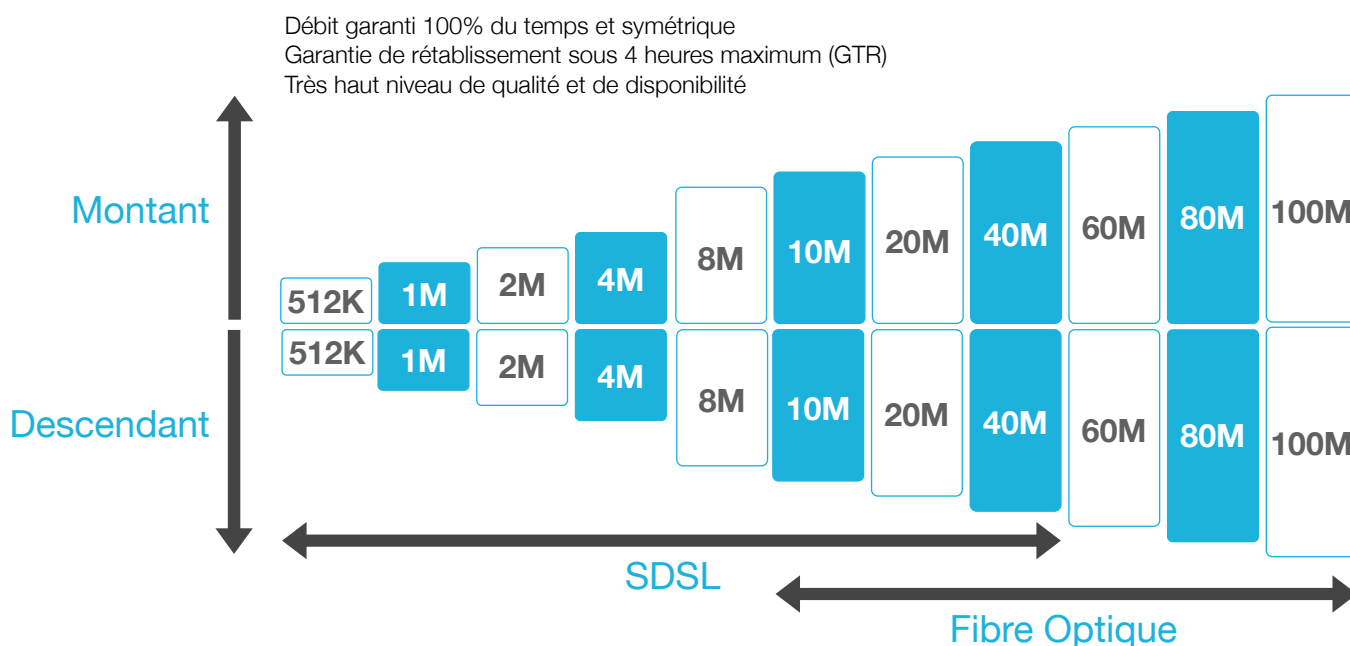 Débit garanti 100% du temps et symétrique
Garantie de rétablissement sous 4 heures maximum (GTR)
Très haut niveau de qualité et de disponibilité
Montant
512K 1M 2M 4M 8M 10M 20M 40M 60M 80M 100M
512K 1M 2M 4M 8M 10M 20M 40M 60M 80M 100M
Descendant
SDSL
Fibre Optique